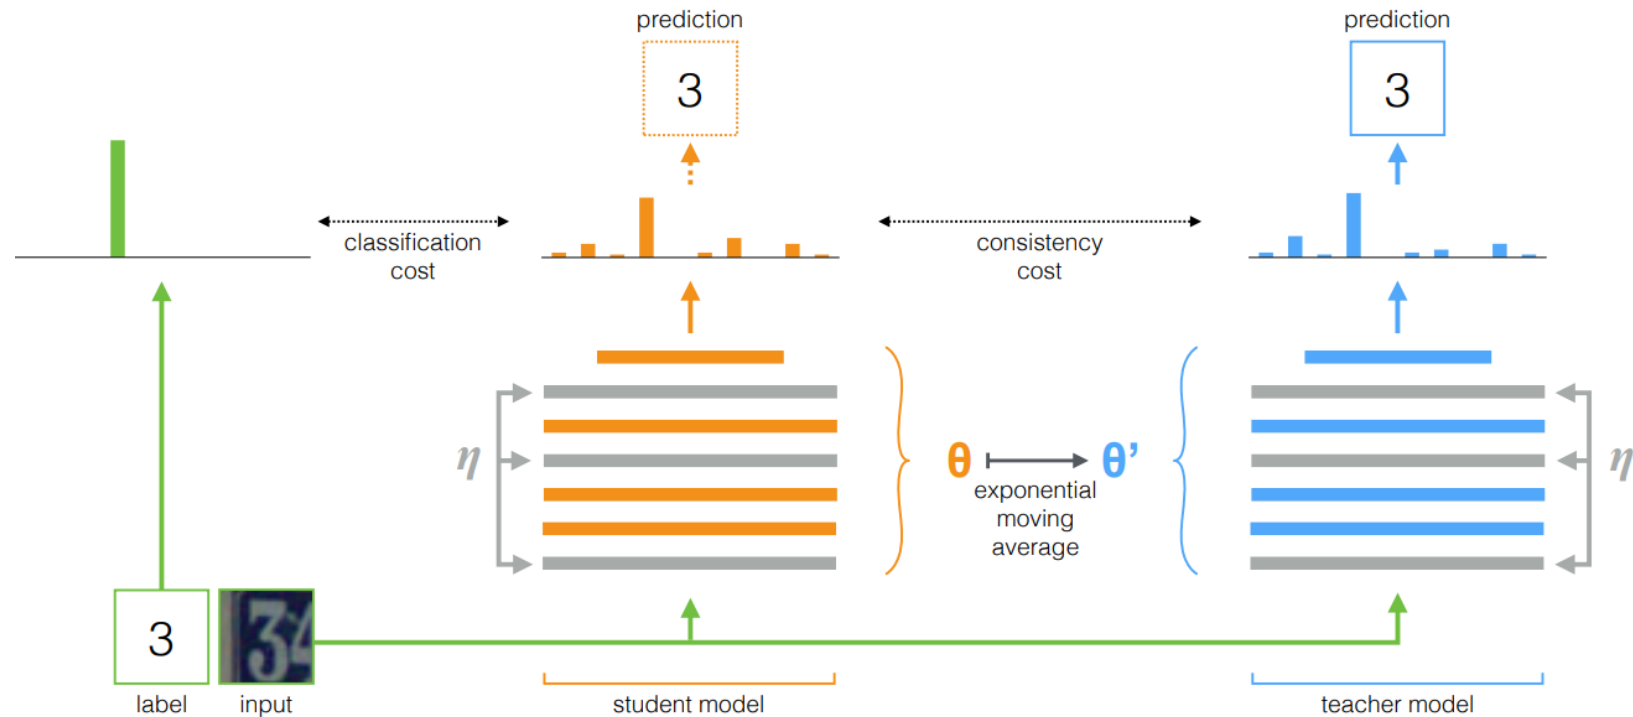 prediction
prediction
3
3
classification
cost
consistency
cost
η
θ
θ’
η
exponential
moving
average
3
34
label
input
student model
teacher model